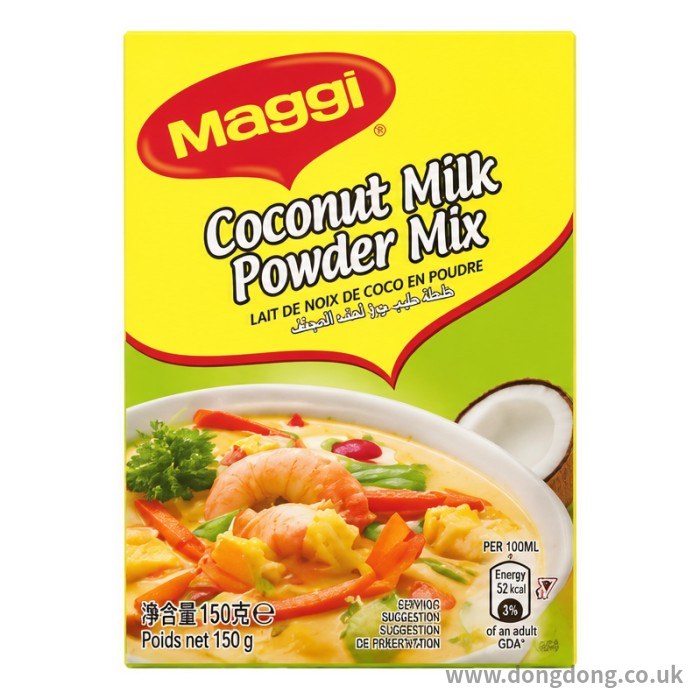 Maggi®
Coconut Milk
Powder Mix
LAIT DE NOIX DE COCO EN POUDRE
PER 100ML
Energy
52 kcal
3%
of an adult
GDA*
淨含量150克℮
Poids net 150 g
SUGGESTION
SUGGESTION
www.dongdong.co.uk